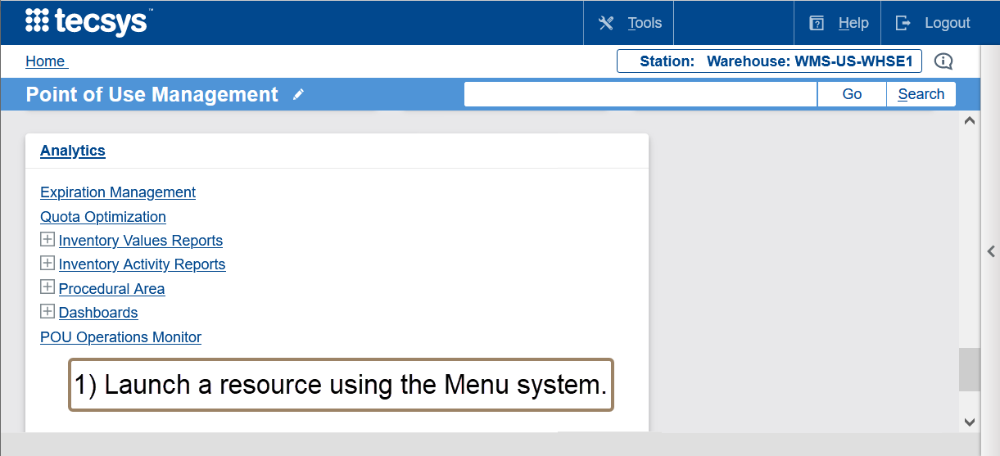 tecsys™
Tools
Help
Logout
Home
Station: Warehouse: WMS-US-WHSE1
Point of Use Management
Go
Search
Analytics
Expiration Management
Quota Optimization
Inventory Values Reports
Inventory Activity Reports
Procedural Area
Dashboards
POU Operations Monitor
1) Launch a resource using the Menu system.